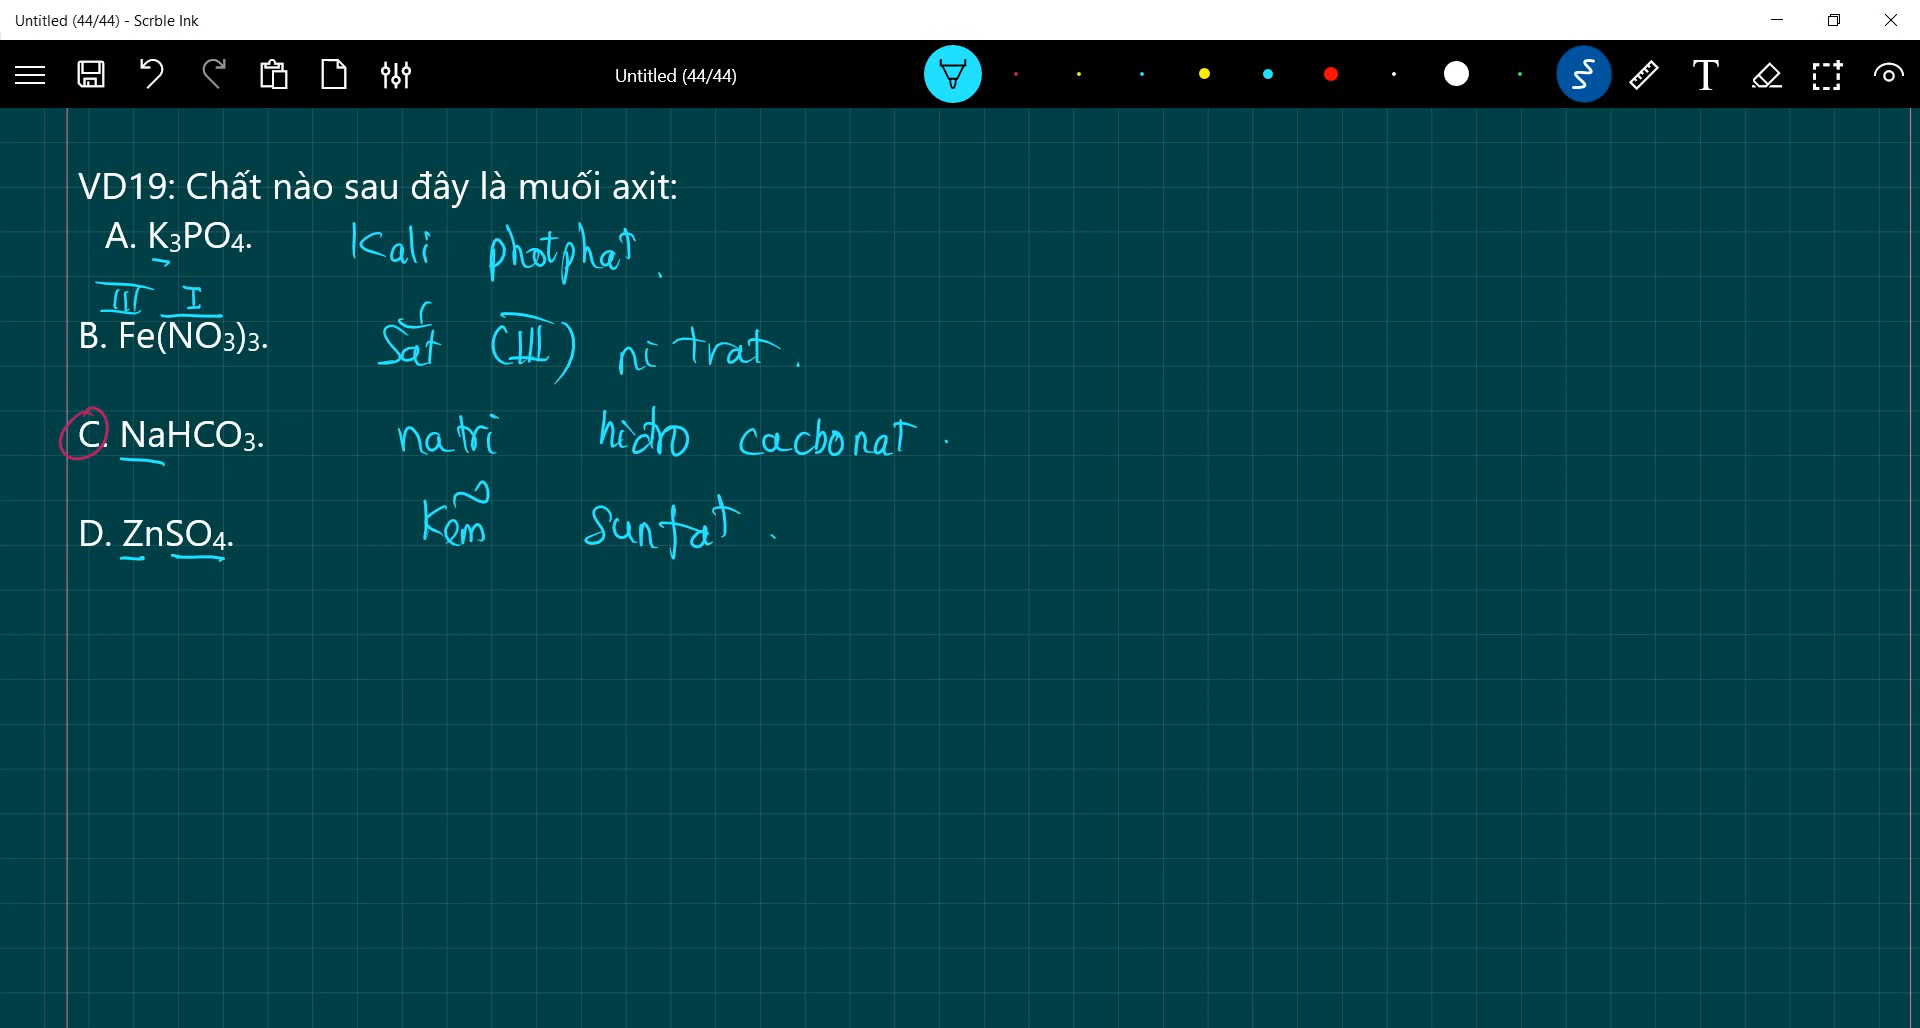 Untitled (44/44) - Scrble Ink
Untitled (44/44)
T
VD19: Chất nào sau đây là muối axit:
A. K₃PO₄. Kali photphat.
III I
B. Fe(NO₃)₃. Sắt (III) nitrat.
C. NaHCO₃. natri hidro cacbonat.
D. ZnSO₄. Kẽm sunfat.